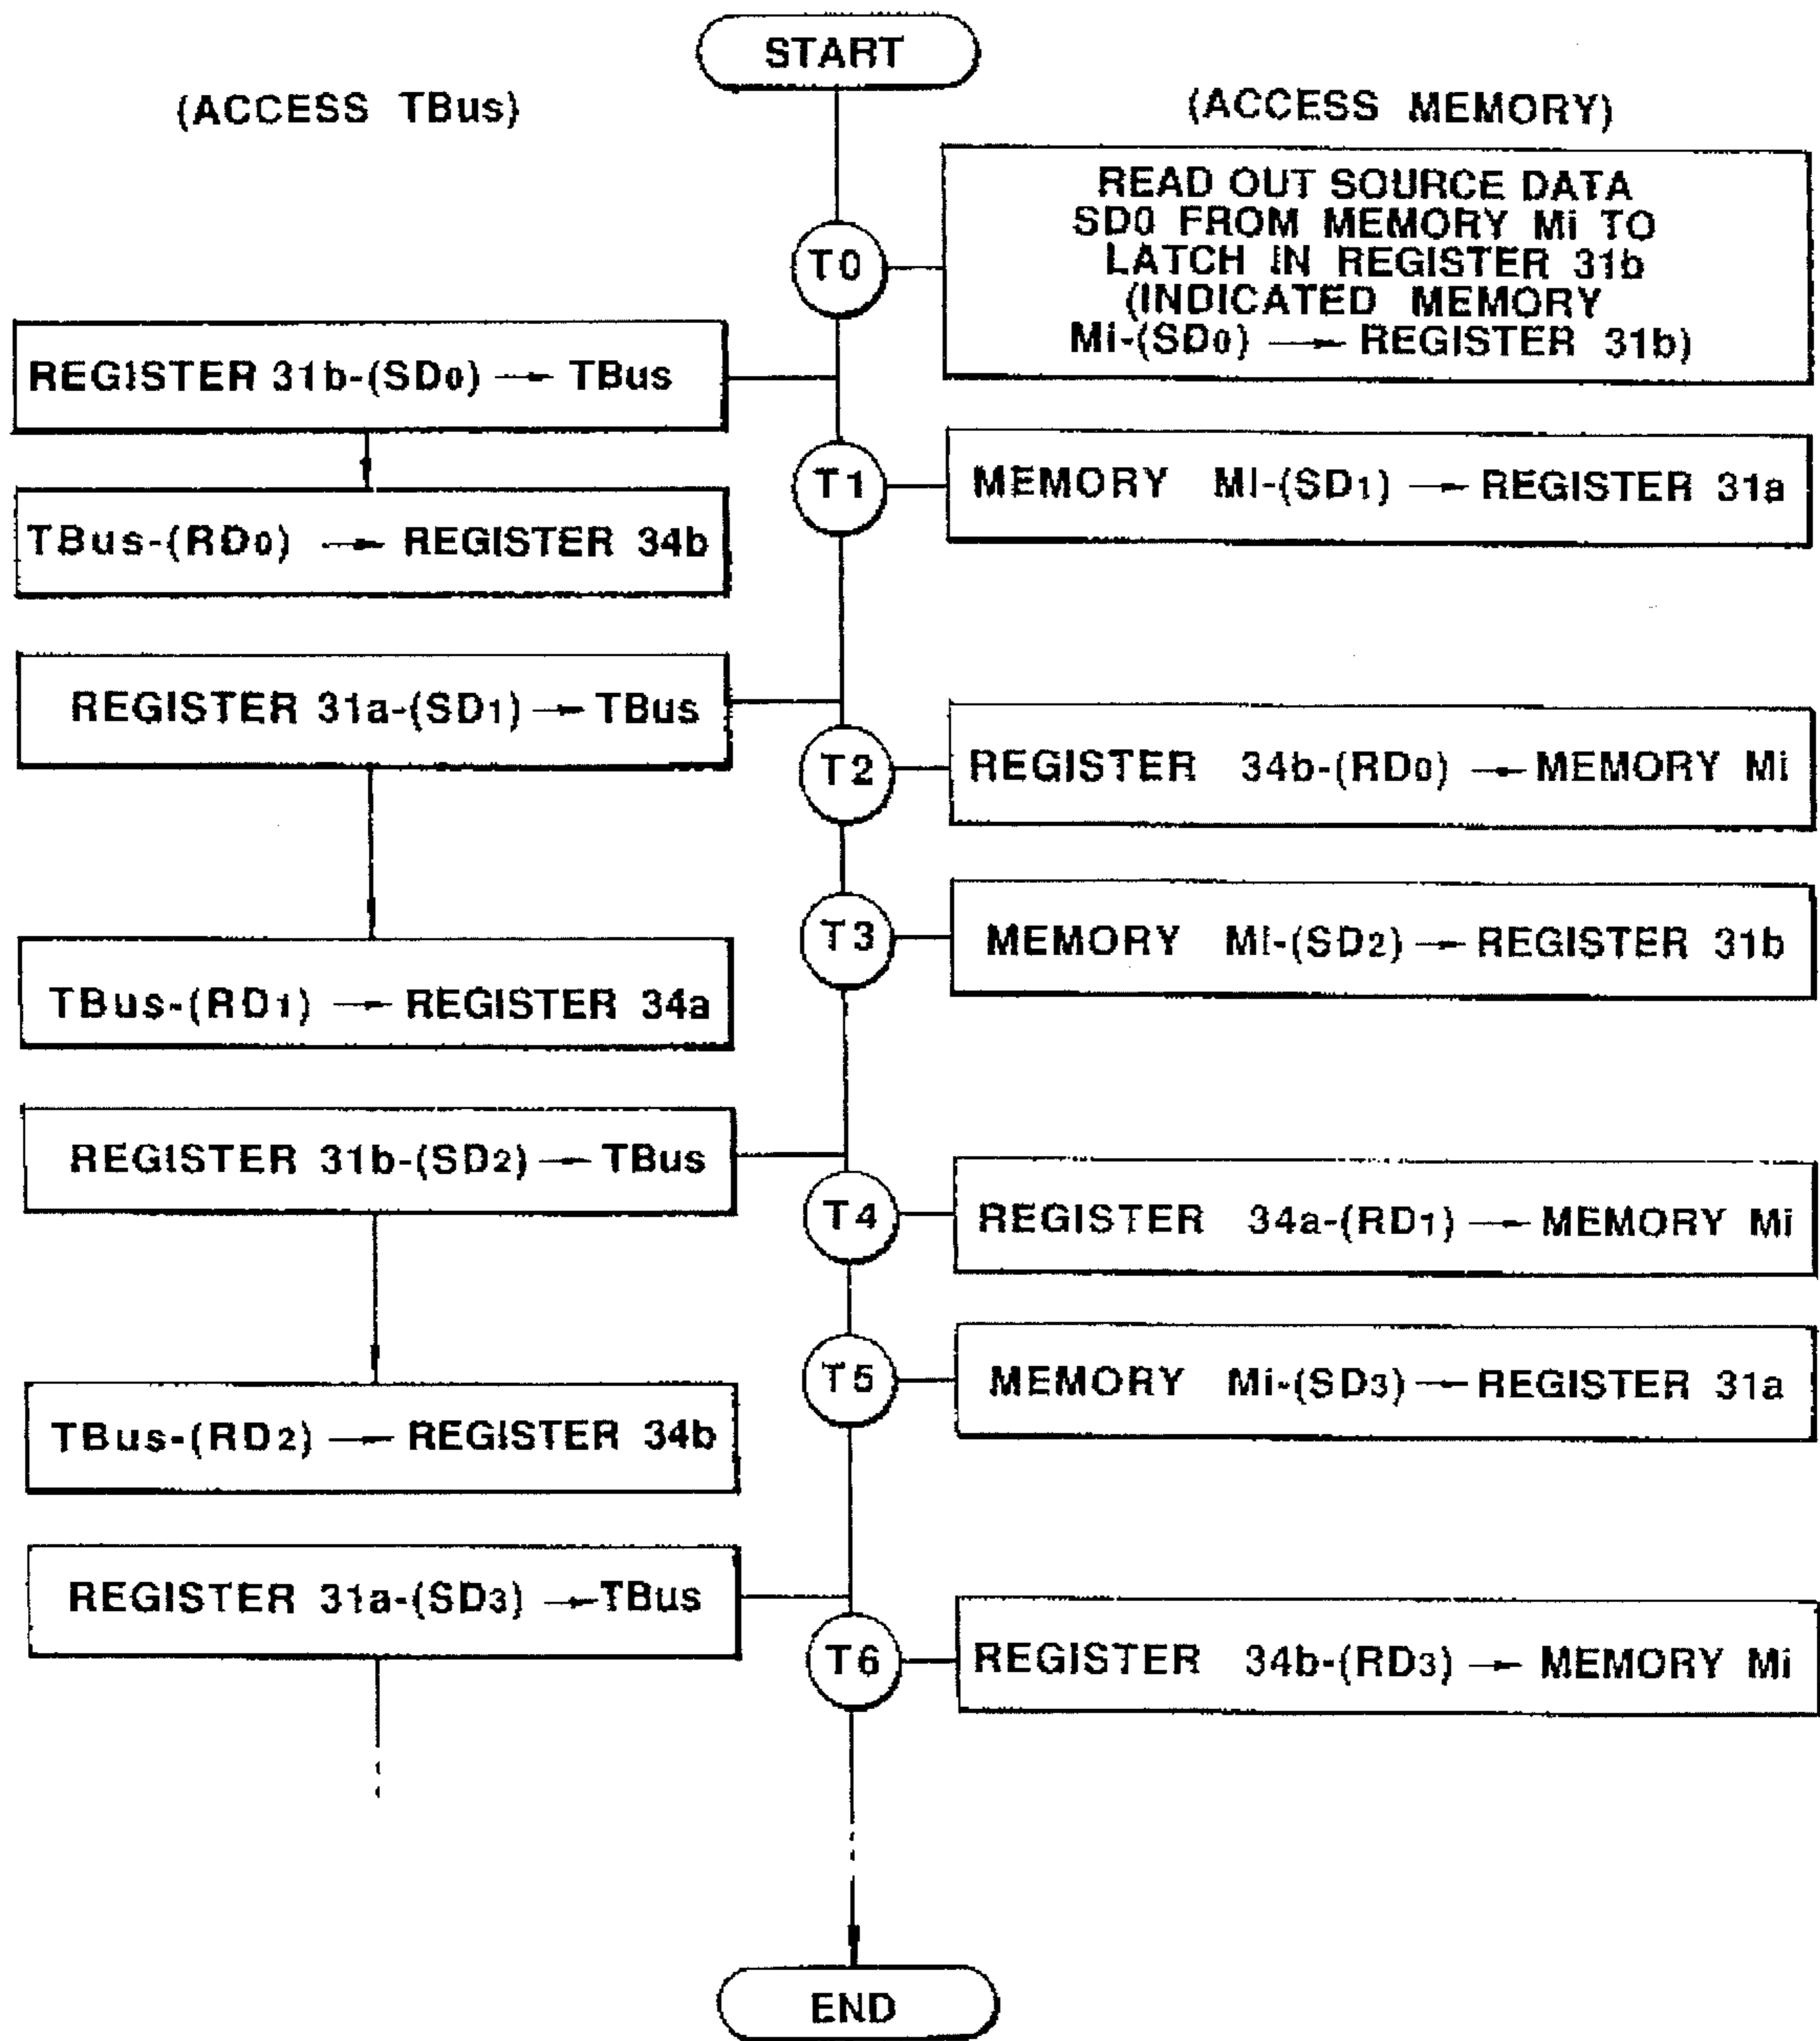 START
(ACCESS TBus)
(ACCESS MEMORY)
READ OUT SOURCE DATA
SD0 FROM MEMORY Mi TO
LATCH IN REGISTER 31b
(INDICATED MEMORY
Mi-(SD0) → REGISTER 31b)
T0
REGISTER 31b-(SD0) → TBus
T1
MEMORY Mi-(SD1) → REGISTER 31a
TBus-(RD0) → REGISTER 34b
REGISTER 31a-(SD1) → TBus
T2
REGISTER 34b-(RD0) → MEMORY Mi
T3
MEMORY Mi-(SD2) → REGISTER 31b
TBus-(RD1) → REGISTER 34a
REGISTER 31b-(SD2) → TBus
T4
REGISTER 34a-(RD1) → MEMORY Mi
T5
MEMORY Mi-(SD3) → REGISTER 31a
TBus-(RD2) → REGISTER 34b
REGISTER 31a-(SD3) → TBus
T6
REGISTER 34b-(RD3) → MEMORY Mi
END